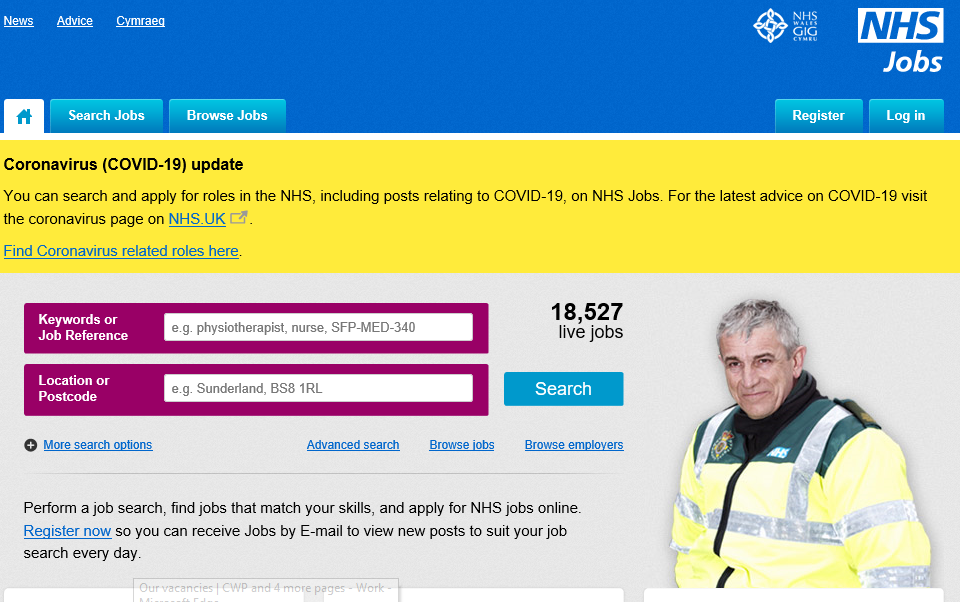 News Advice Cymraeg
NHS
WALES
GIG
CYMRU
NHS
Jobs
Search Jobs Browse Jobs Register Log in
Coronavirus (COVID-19) update
You can search and apply for roles in the NHS, including posts relating to COVID-19, on NHS Jobs. For the latest advice on COVID-19 visit
the coronavirus page on NHS.UK .
Find Coronavirus related roles here.
Keywords or
Job Reference
e.g. physiotherapist, nurse, SFP-MED-340
18,527
live jobs
Location or
Postcode
e.g. Sunderland, BS8 1RL
Search
More search options Advanced search Browse jobs Browse employers
NHS
Perform a job search, find jobs that match your skills, and apply for NHS jobs online.
Register now so you can receive Jobs by E-mail to view new posts to suit your job
search every day.
Our vacancies | CWP and 4 more pages - Work -
Microsoft Edge